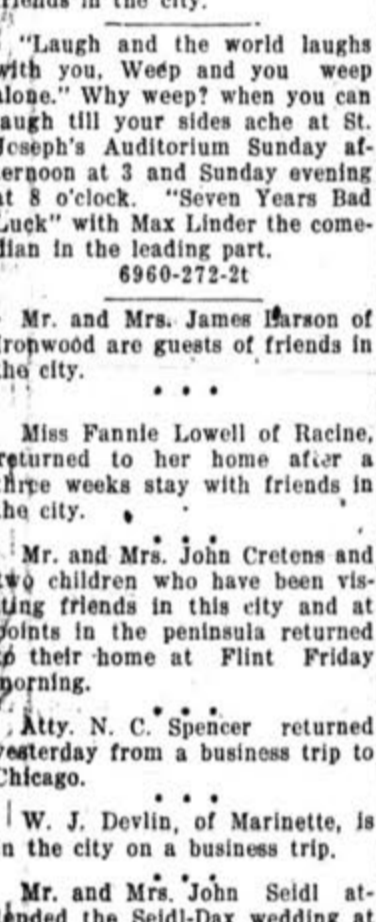 friends in the city.
"Laugh and the world laughs
with you, Weep and you weep
alone." Why weep? when you can
laugh till your sides ache at St.
Joseph's Auditorium Sunday af-
ernoon at 3 and Sunday evening
at 8 o'clock. "Seven Years Bad
Luck" with Max Linder the come-
dian in the leading part.
6960-272-2t
Mr. and Mrs. James Larson of
Ironwood are guests of friends in
the city.
• • •
Miss Fannie Lowell of Racine,
returned to her home after a
three weeks stay with friends in
the city.
• • •
Mr. and Mrs. John Cretens and
two children who have been vis-
iting friends in this city and at
points in the peninsula returned
to their home at Flint Friday
morning.
• • •
Atty. N. C. Spencer returned
yesterday from a business trip to
Chicago.
• • •
W. J. Devlin, of Marinette, is
in the city on a business trip.
• • •
Mr. and Mrs. John Seidl at-
tended the Seidl-Dax wedding at